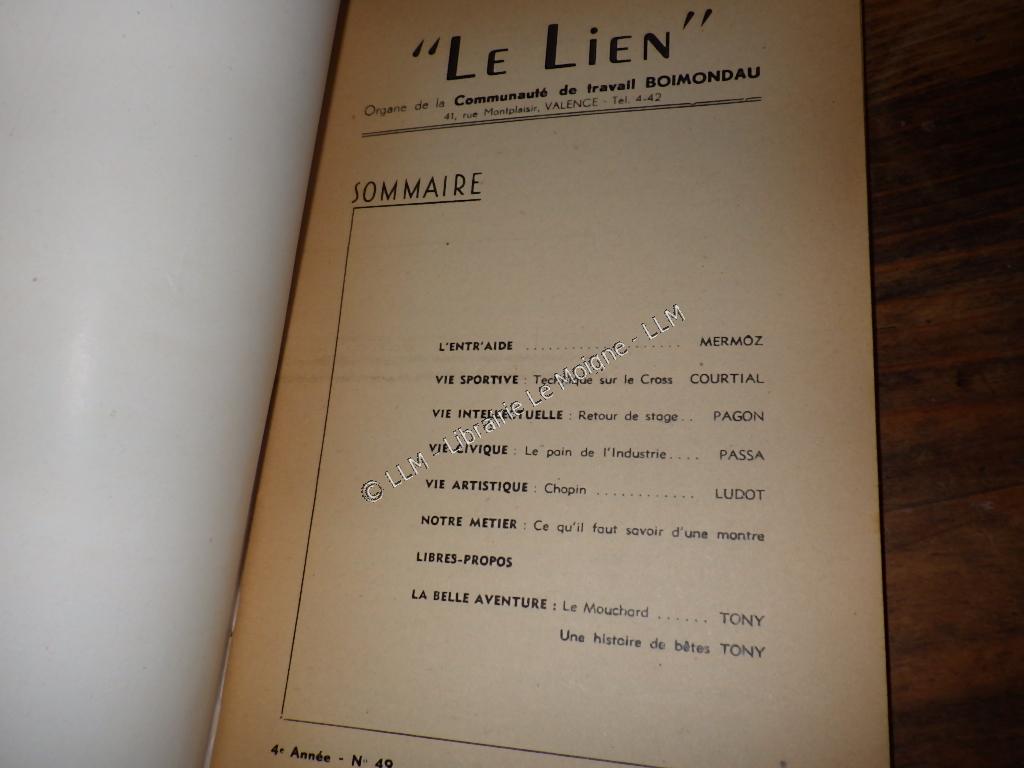 "LE LIEN"
Organe de la Communauté de travail BOIMONDAU
41, rue Montplaisir, VALENCE - Tel. 4-42
SOMMAIRE
L'ENTR'AIDE .................... MERMOZ
VIE SPORTIVE : Technique sur le Cross COURTIAL
VIE INTELLECTUELLE : Retour de stage.. PAGON
VIE CIVIQUE : Le pain de l'Industrie.... PASSA
VIE ARTISTIQUE : Chopin ............ LUDOT
NOTRE METIER : Ce qu'il faut savoir d'une montre
LIBRES-PROPOS
LA BELLE AVENTURE : Le Mouchard ...... TONY
Une histoire de bêtes TONY
4e Année - N° 49
© LLM - Librairie Le Moigne - LLM